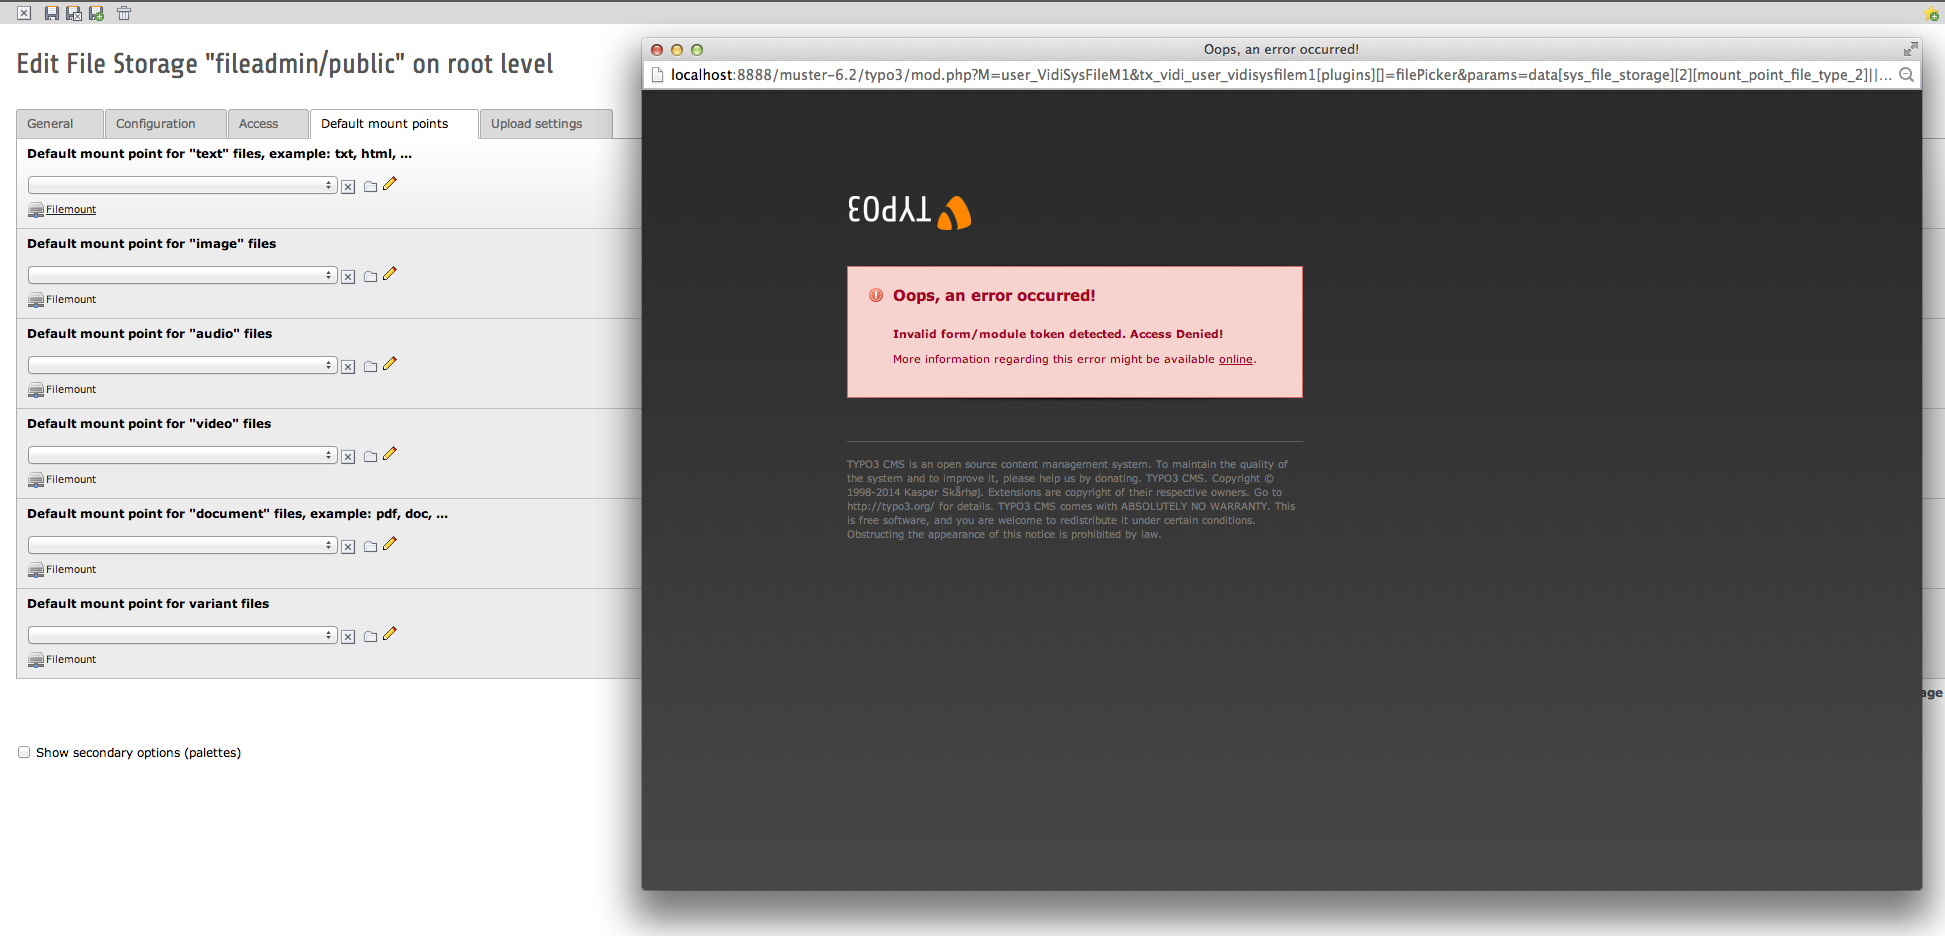 Edit File Storage "fileadmin/public" on root level
General
Configuration
Access
Default mount points
Upload settings
Default mount point for "text" files, example: txt, html, ...
Filemount
Default mount point for "image" files
Filemount
Default mount point for "audio" files
Filemount
Default mount point for "video" files
Filemount
Default mount point for "document" files, example: pdf, doc, ...
Filemount
Default mount point for variant files
Filemount
Show secondary options (palettes)
Oops, an error occurred!
localhost:8888/muster-6.2/typo3/mod.php?M=user_VidiSysFileM1&tx_vidi_user_vidisysfilem1[plugins][]=filePicker&params=data[sys_file_storage][2][mount_point_file_type_2]||...
TYPO3
Oops, an error occurred!
Invalid form/module token detected. Access Denied!
More information regarding this error might be available online.
TYPO3 CMS is an open source content management system. To maintain the quality of
the system and to improve it, please help us by donating. TYPO3 CMS. Copyright ©
1998-2014 Kasper Skårhøj. Extensions are copyright of their respective owners. Go to
http://typo3.org/ for details. TYPO3 CMS comes with ABSOLUTELY NO WARRANTY. This
is free software, and you are welcome to redistribute it under certain conditions.
Obstructing the appearance of this notice is prohibited by law.
age